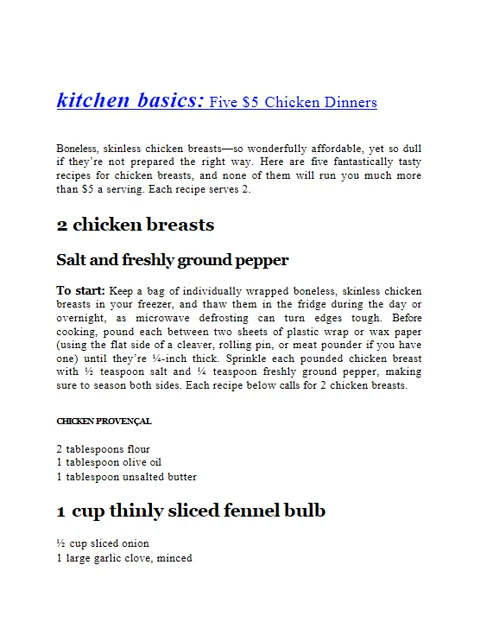 kitchen basics: Five $5 Chicken Dinners
Boneless, skinless chicken breasts—so wonderfully affordable, yet so dull
if they're not prepared the right way. Here are five fantastically tasty
recipes for chicken breasts, and none of them will run you much more
than $5 a serving. Each recipe serves 2.
2 chicken breasts
Salt and freshly ground pepper
To start: Keep a bag of individually wrapped boneless, skinless chicken
breasts in your freezer, and thaw them in the fridge during the day or
overnight, as microwave defrosting can turn edges tough. Before
cooking, pound each between two sheets of plastic wrap or wax paper
(using the flat side of a cleaver, rolling pin, or meat pounder if you have
one) until they're ¼-inch thick. Sprinkle each pounded chicken breast
with ½ teaspoon salt and ¼ teaspoon freshly ground pepper, making
sure to season both sides. Each recipe below calls for 2 chicken breasts.
CHICKEN PROVENÇAL
2 tablespoons flour
1 tablespoon olive oil
1 tablespoon unsalted butter
1 cup thinly sliced fennel bulb
½ cup sliced onion
1 large garlic clove, minced